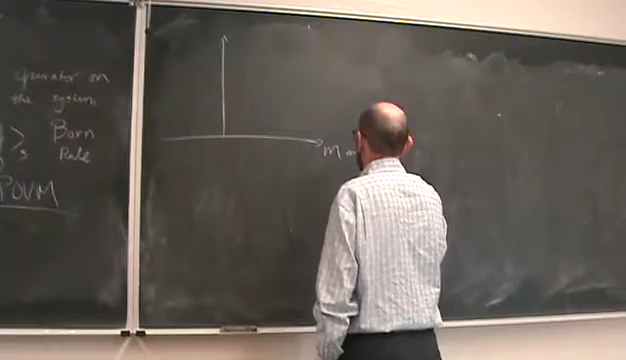 operator on
the system
Born
s Rule
POVM
m